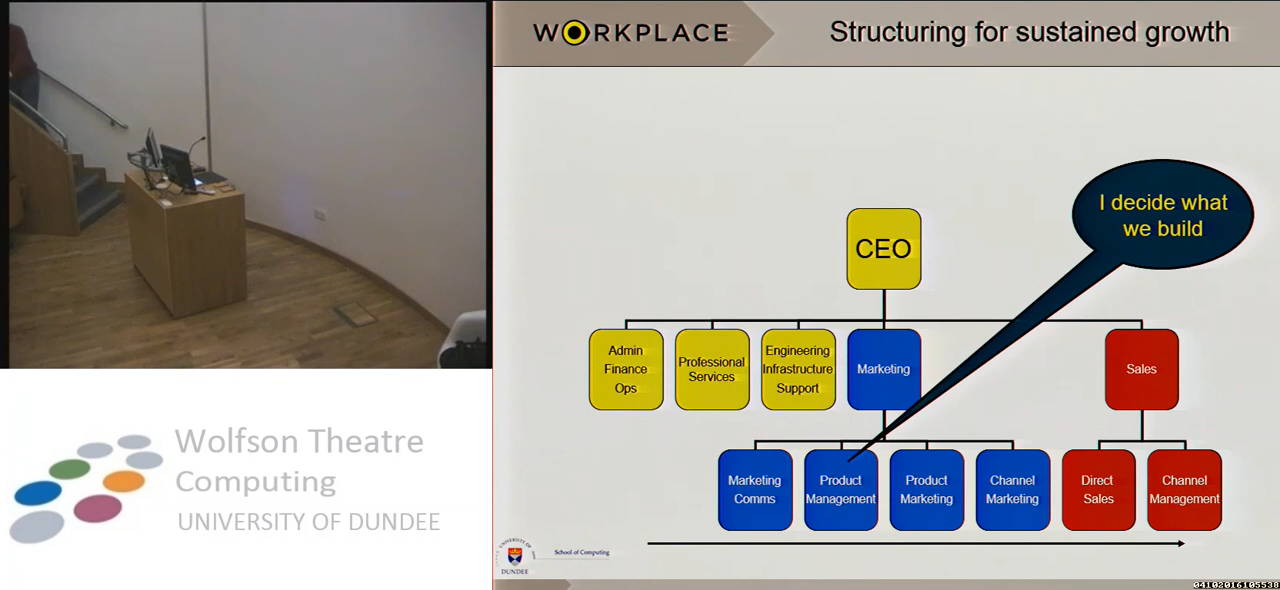 WORKPLACE
Structuring for sustained growth
I decide what
we build
CEO
Admin
Finance
Ops
Professional
Services
Engineering
Infrastructure
Support
Marketing
Sales
Marketing
Comms
Product
Management
Product
Marketing
Channel
Marketing
Direct
Sales
Channel
Management
Wolfson Theatre
Computing
UNIVERSITY OF DUNDEE
UNIVERSITY OF
DUNDEE
School of Computing
04102016105538